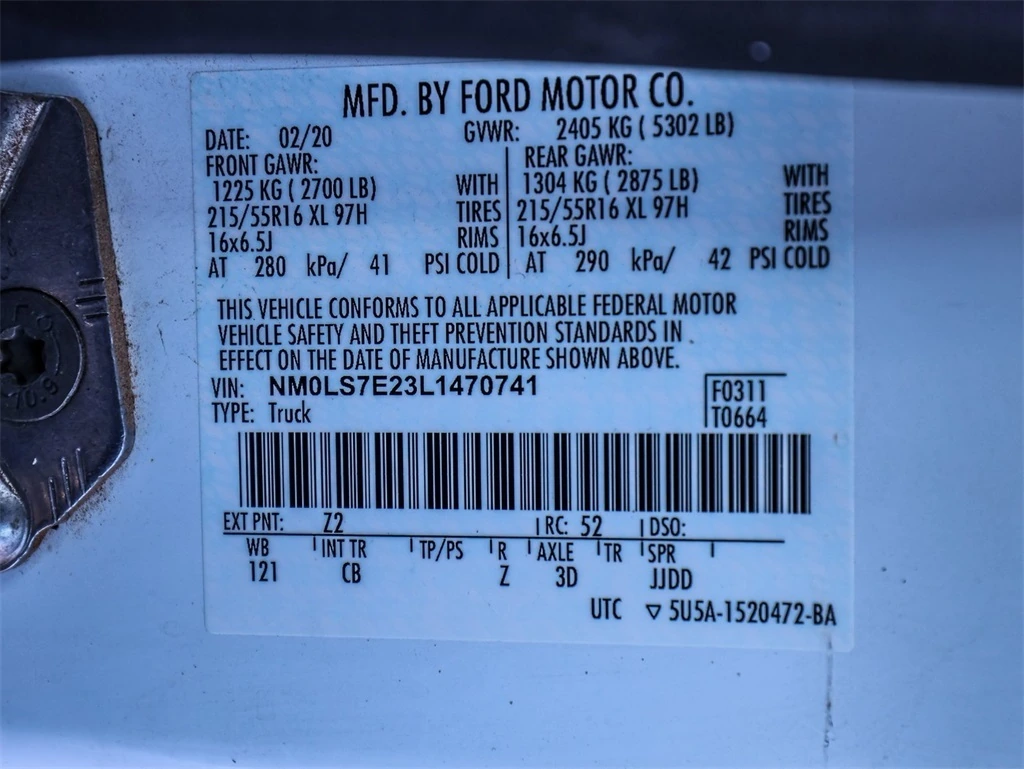 MFD. BY FORD MOTOR CO.
DATE: 02/20 GVWR: 2405 KG ( 5302 LB)
FRONT GAWR: REAR GAWR:
1225 KG ( 2700 LB) WITH 1304 KG ( 2875 LB) WITH
215/55R16 XL 97H TIRES 215/55R16 XL 97H TIRES
16x6.5J RIMS 16x6.5J RIMS
AT 280 kPa/ 41 PSI COLD AT 290 kPa/ 42 PSI COLD
THIS VEHICLE CONFORMS TO ALL APPLICABLE FEDERAL MOTOR
VEHICLE SAFETY AND THEFT PREVENTION STANDARDS IN
EFFECT ON THE DATE OF MANUFACTURE SHOWN ABOVE.
VIN: NM0LS7E23L1470741 F0311
TYPE: Truck T0664
EXT PNT: Z2 RC: 52 DSO:
WB INT TR TP/PS R AXLE TR SPR
121 CB Z 3D JJDD
UTC ▽ 5U5A-1520472-BA
10.9